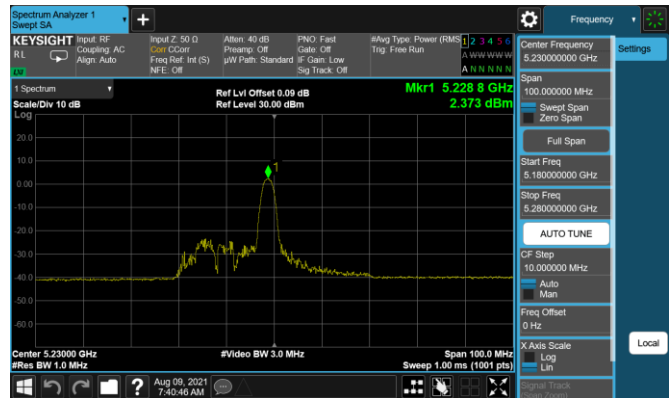 Spectrum Analyzer 1
Swept SA
Frequency
KEYSIGHT
RL
LXI
Input: RF
Coupling: AC
Align: Auto
Input Z: 50 Ω
Corr CCorr
Freq Ref: Int (S)
NFE: Off
Atten: 40 dB
Preamp: Off
µW Path: Standard
PNO: Fast
Gate: Off
IF Gain: Low
Sig Track: Off
#Avg Type: Power (RMS
Trig: Free Run
1 2 3 4 5 6
A W W W W W
A N N N N N
1 Spectrum
Scale/Div 10 dB
Log
Ref Lvl Offset 0.09 dB
Ref Level 30.00 dBm
Mkr1 5.228 8 GHz
2.373 dBm
20.0
10.0
0.00
-10.0
-20.0
-30.0
-40.0
-50.0
-60.0
1
Center 5.23000 GHz
#Res BW 1.0 MHz
#Video BW 3.0 MHz
Span 100.0 MHz
Sweep 1.00 ms (1001 pts)
Center Frequency
5.230000000 GHz
Settings
Span
100.000000 MHz
Swept Span
Zero Span
Full Span
Start Freq
5.180000000 GHz
Stop Freq
5.280000000 GHz
AUTO TUNE
CF Step
10.000000 MHz
Auto
Man
Freq Offset
0 Hz
X Axis Scale
Log
Lin
Local
Signal Track
(Span Zoom)
?
Aug 09, 2021
7:40:46 AM